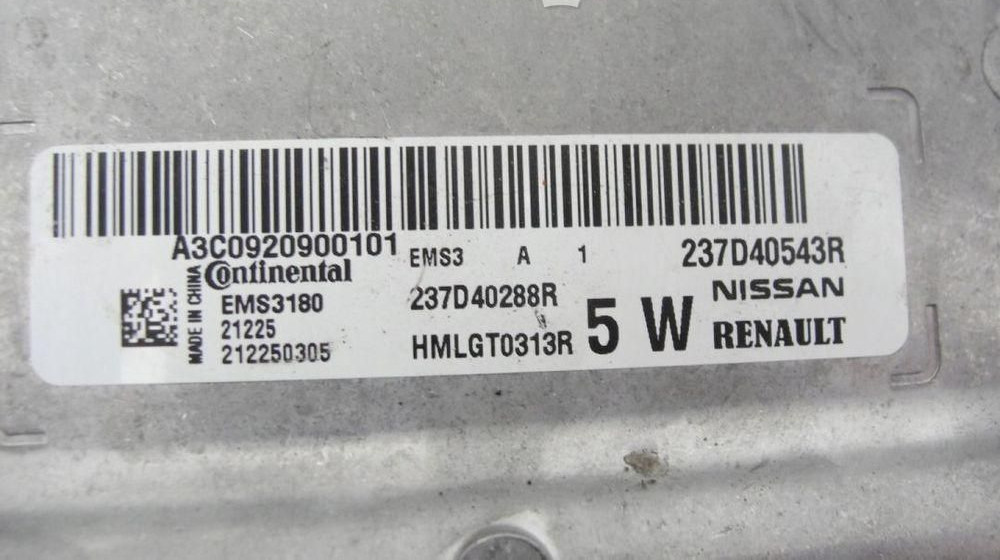 A3C0920900101 EMS3 A 1 237D40543R
MADE IN CHINA
Continental
EMS3180 237D40288R 5 W NISSAN
21225
212250305 HMLGT0313R RENAULT